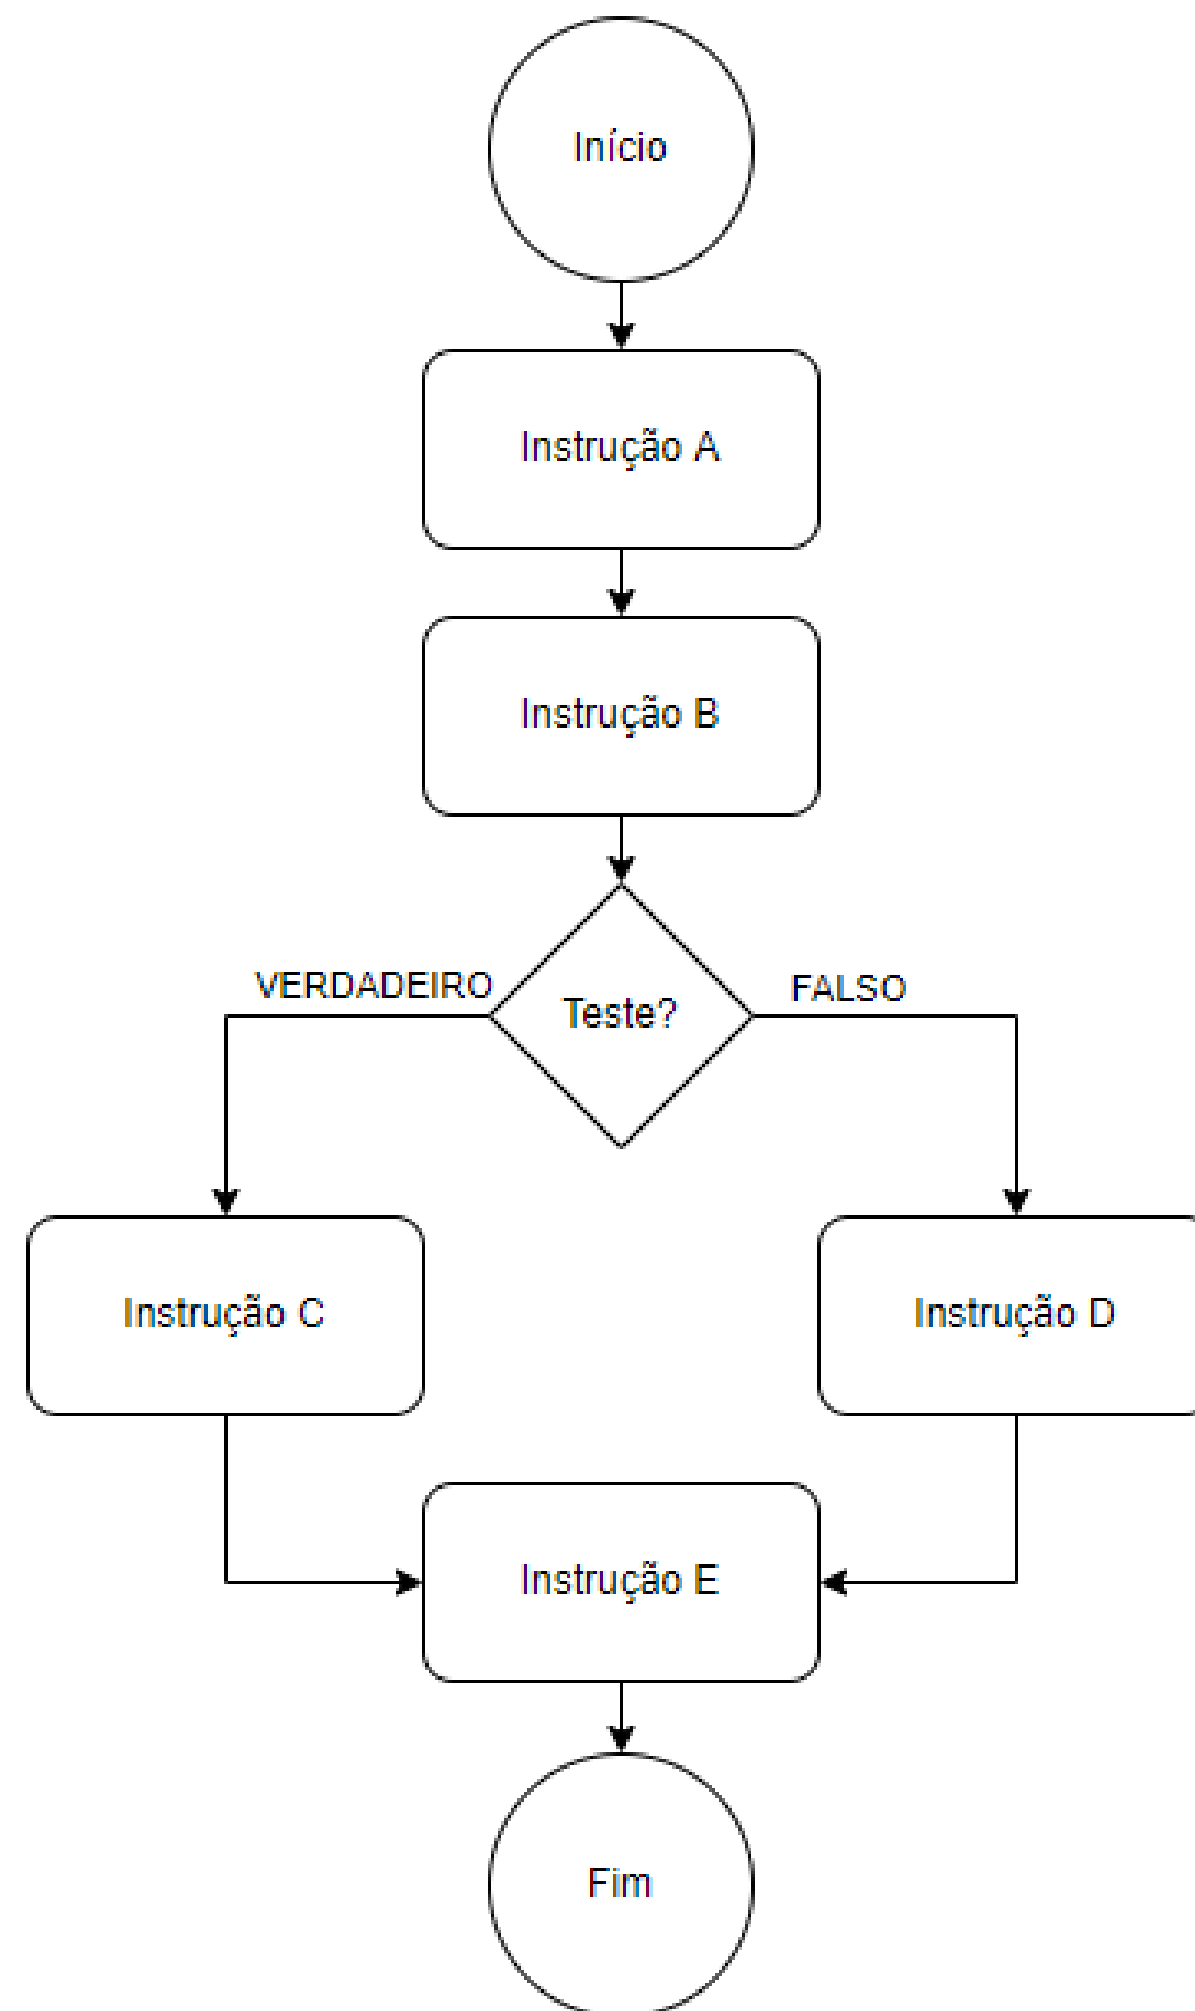 Início
Instrução A
Instrução B
VERDADEIRO
Teste?
FALSO
Instrução C
Instrução D
Instrução E
Fim